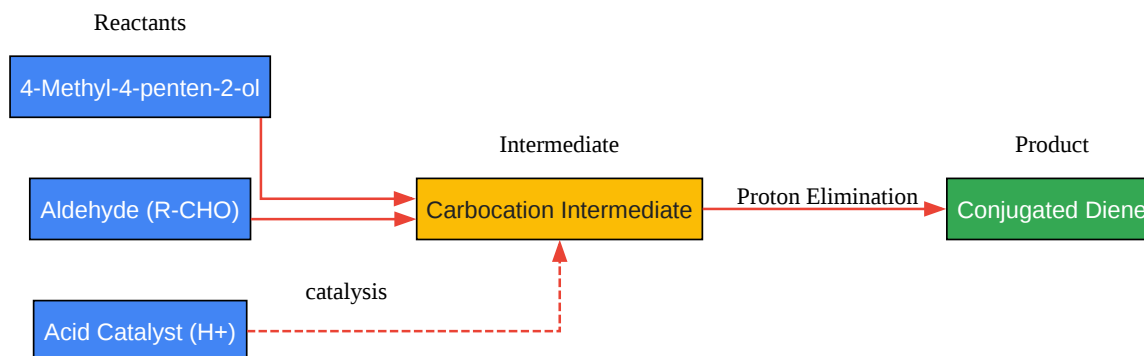 Reactants
4-Methyl-4-penten-2-ol
Intermediate
Product
Aldehyde (R-CHO)
Carbocation Intermediate
Proton Elimination
Conjugated Diene
catalysis
Acid Catalyst (H+)